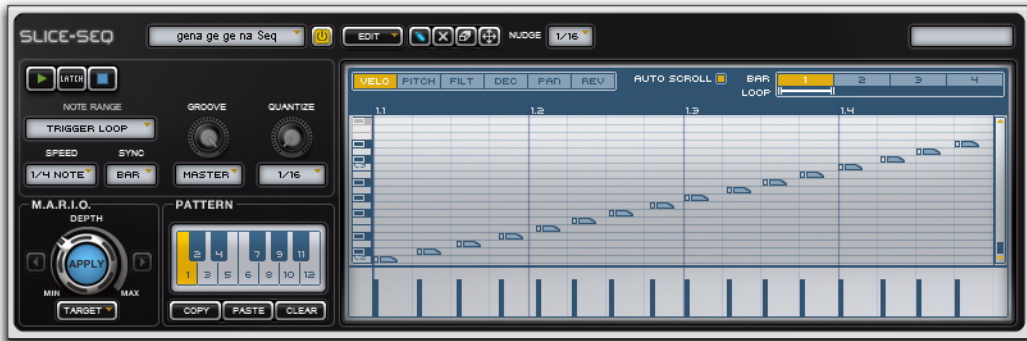 SLICE-SEQ gena ge ge na Seq EDIT X NUDGE 1/16
LATCH
VELO PITCH FILT DEC PAN REV AUTO SCROLL BAR 1 2 3 4
LOOP
NOTE RANGE GROOVE QUANTIZE
TRIGGER LOOP
SPEED SYNC
1/4 NOTE BAR MASTER 1/16
1.1 1.2 1.3 1.4
C3
C2
M.A.R.I.O. PATTERN
DEPTH
APPLY
MIN MAX
TARGET
2 4 7 9 11
1 3 5 6 8 10 12
COPY PASTE CLEAR